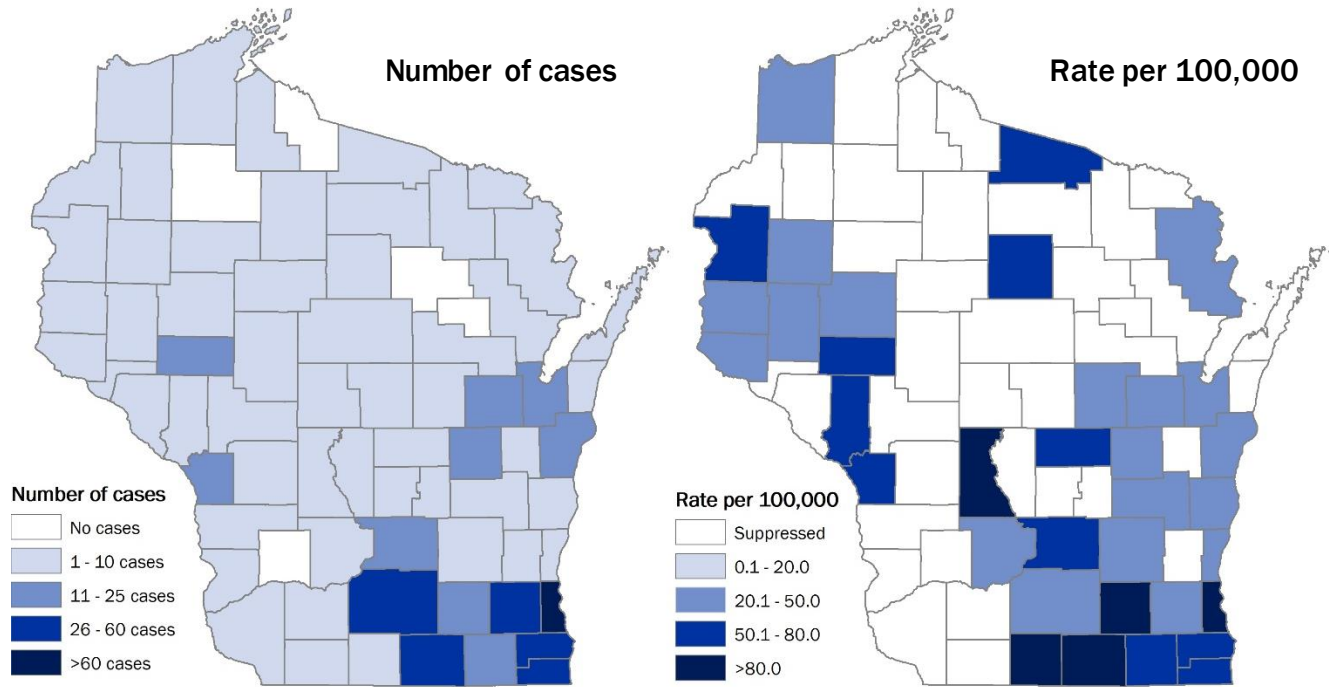 Number of cases
Number of cases
No cases
1 - 10 cases
11 - 25 cases
26 - 60 cases
>60 cases
Rate per 100,000
Rate per 100,000
Suppressed
0.1 - 20.0
20.1 - 50.0
50.1 - 80.0
>80.0